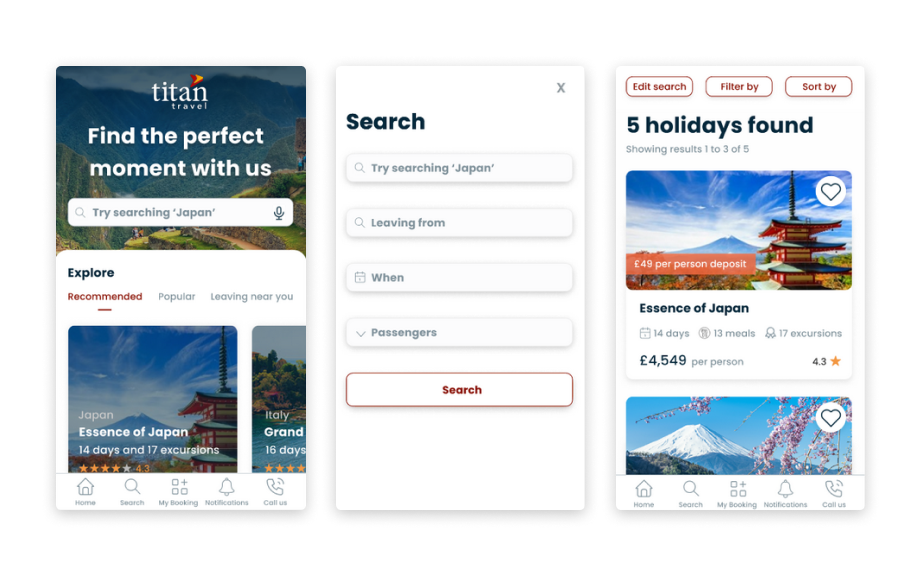 titan
travel
Find the perfect
moment with us
Try searching ‘Japan’
Explore
Recommended Popular Leaving near you
Japan
Essence of Japan
14 days and 17 excursions
4.3
Italy
Grand
16 days
Home Search My Booking Notifications Call us
X
Search
Try searching ‘Japan’
Leaving from
When
Passengers
Search
Edit search Filter by Sort by
5 holidays found
Showing results 1 to 3 of 5
£49 per person deposit
Essence of Japan
14 days 13 meals 17 excursions
£4,549 per person 4.3
Home Search My Booking Notifications Call us